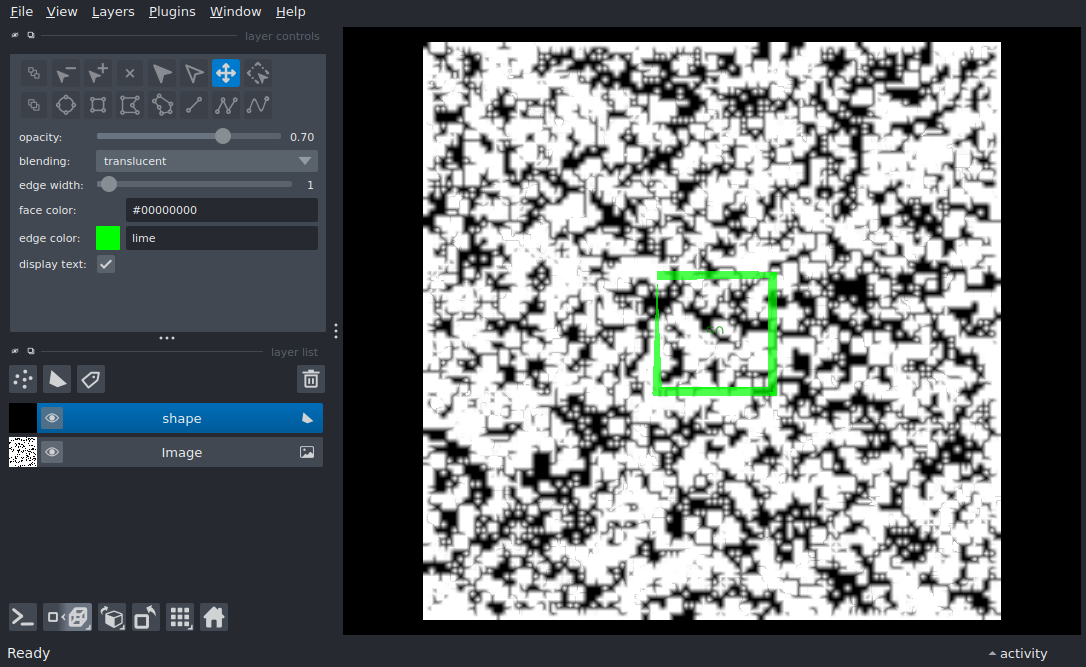 File View Layers Plugins Window Help
layer controls
opacity: 0.70
blending: translucent
edge width: 1
face color: #00000000
edge color: lime
display text:
layer list
shape
Image
Ready
activity